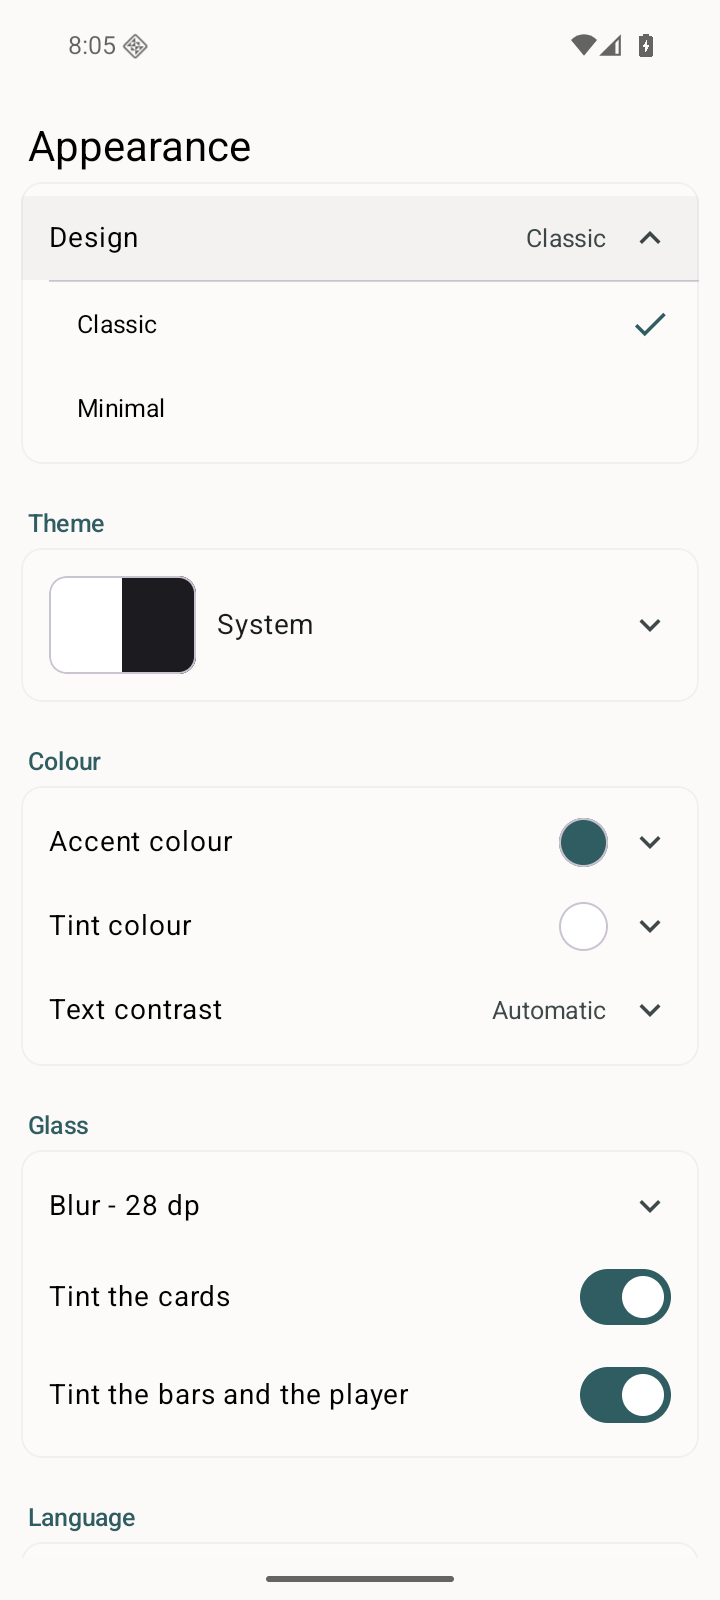 8:05
Appearance
Design Classic
Classic
Minimal
Theme
System
Colour
Accent colour
Tint colour
Text contrast Automatic
Glass
Blur - 28 dp
Tint the cards
Tint the bars and the player
Language